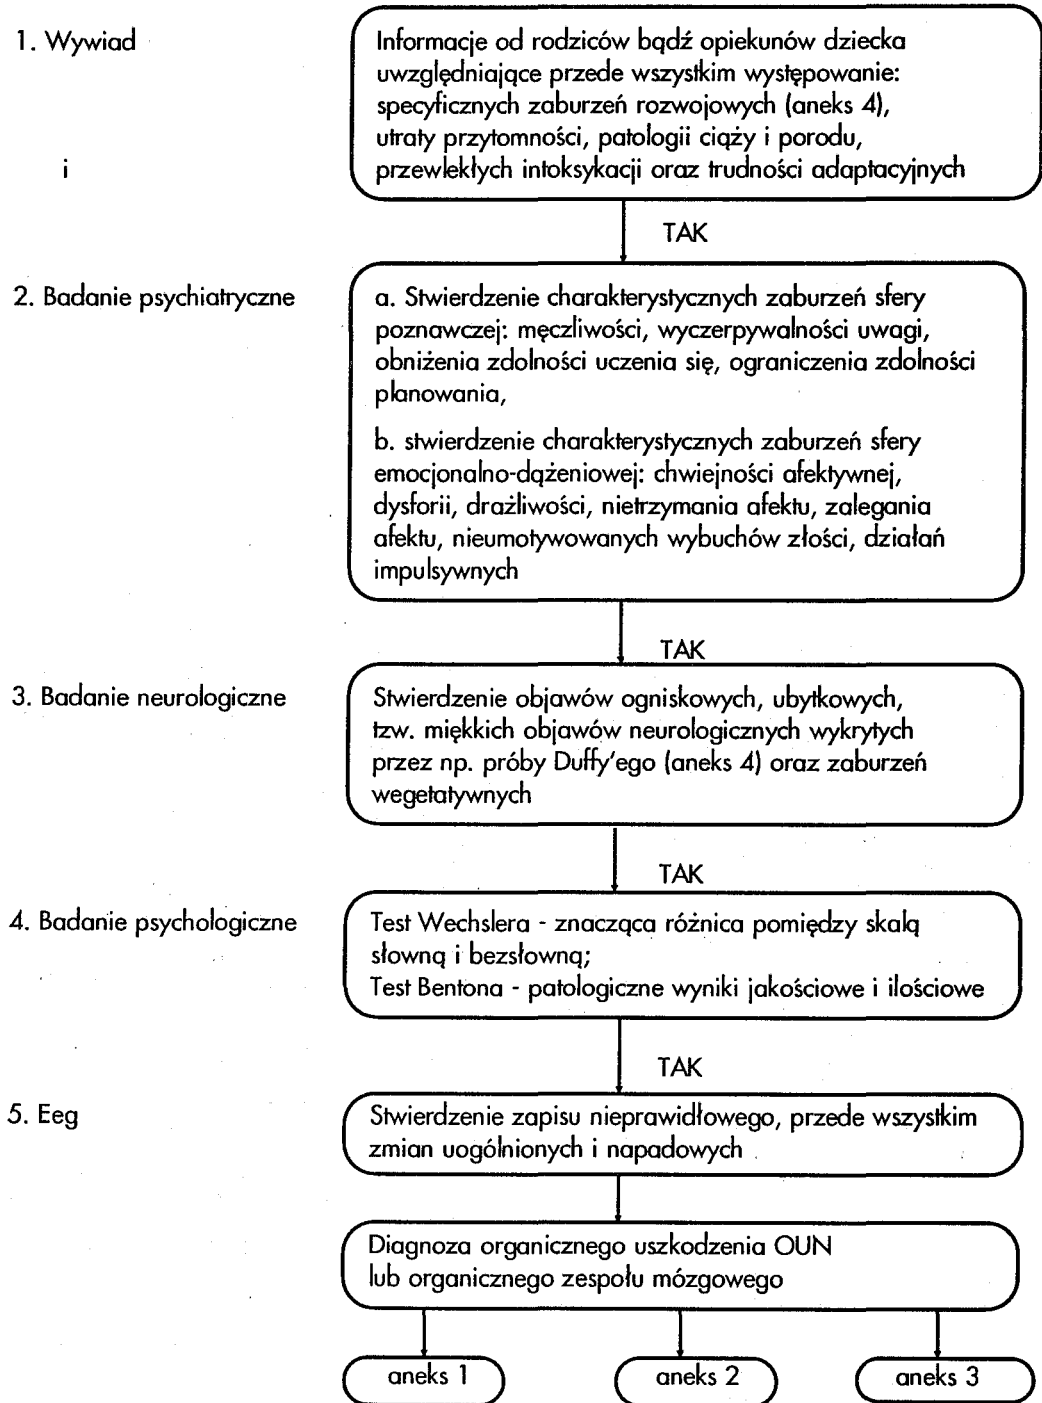 1. Wywiad
i
Informacje od rodziców bądź opiekunów dziecka
uwzględniające przede wszystkim występowanie:
specyficznych zaburzeń rozwojowych (aneks 4),
utraty przytomności, patologii ciąży i porodu,
przewlekłych intoksykacji oraz trudności adaptacyjnych
TAK
2. Badanie psychiatryczne
a. Stwierdzenie charakterystycznych zaburzeń sfery
poznawczej: męczliwości, wyczerpywalności uwagi,
obniżenia zdolności uczenia się, ograniczenia zdolności
planowania,
b. stwierdzenie charakterystycznych zaburzeń sfery
emocjonalno-dążeniowej: chwiejności afektywnej,
dysforii, drażliwości, nietrzymania afektu, zalegania
afektu, nieumotywowanych wybuchów złości, działań
impulsywnych
TAK
3. Badanie neurologiczne
Stwierdzenie objawów ogniskowych, ubytkowych,
tzw. miękkich objawów neurologicznych wykrytych
przez np. próby Duffy'ego (aneks 4) oraz zaburzeń
wegetatywnych
TAK
4. Badanie psychologiczne
Test Wechslera - znacząca różnica pomiędzy skalą
słowną i bezsłowną;
Test Bentona - patologiczne wyniki jakościowe i ilościowe
TAK
5. Eeg
Stwierdzenie zapisu nieprawidłowego, przede wszystkim
zmian uogólnionych i napadowych
Diagnoza organicznego uszkodzenia OUN
lub organicznego zespołu mózgowego
aneks 1
aneks 2
aneks 3